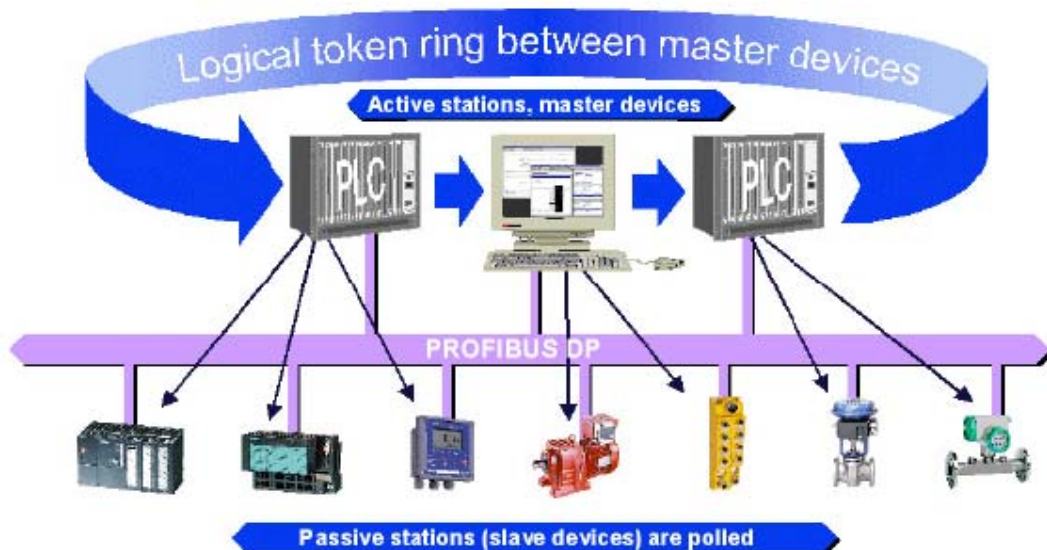 Logical token ring between master devices
Active stations, master devices
PLC
PLC
PROFIBUS DP
Passive stations (slave devices) are polled